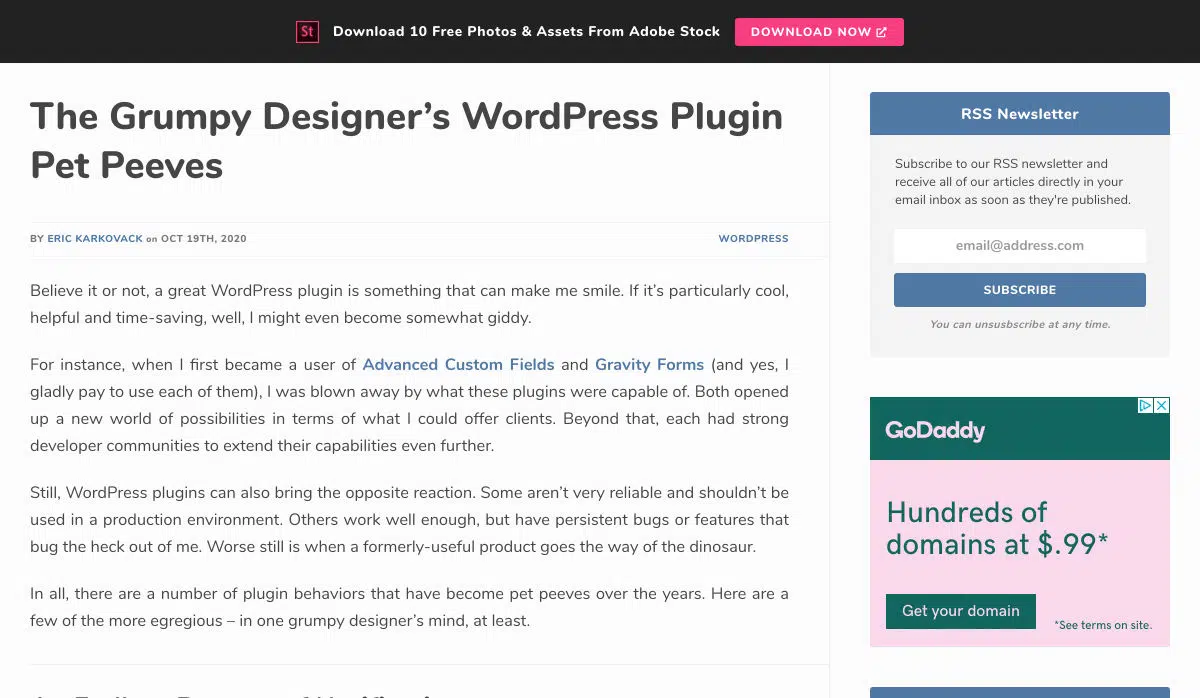 St Download 10 Free Photos & Assets From Adobe Stock DOWNLOAD NOW
The Grumpy Designer’s WordPress Plugin
Pet Peeves
BY ERIC KARKOVACK on OCT 19TH, 2020 WORDPRESS
Believe it or not, a great WordPress plugin is something that can make me smile. If it’s particularly cool,
helpful and time-saving, well, I might even become somewhat giddy.
For instance, when I first became a user of Advanced Custom Fields and Gravity Forms (and yes, I
gladly pay to use each of them), I was blown away by what these plugins were capable of. Both opened
up a new world of possibilities in terms of what I could offer clients. Beyond that, each had strong
developer communities to extend their capabilities even further.
Still, WordPress plugins can also bring the opposite reaction. Some aren’t very reliable and shouldn’t be
used in a production environment. Others work well enough, but have persistent bugs or features that
bug the heck out of me. Worse still is when a formerly-useful product goes the way of the dinosaur.
In all, there are a number of plugin behaviors that have become pet peeves over the years. Here are a
few of the more egregious – in one grumpy designer’s mind, at least.
RSS Newsletter
Subscribe to our RSS newsletter and
receive all of our articles directly in your
email inbox as soon as they're published.
email@address.com
SUBSCRIBE
You can unsusbscribe at any time.
GoDaddy
Hundreds of
domains at $.99*
Get your domain
*See terms on site.